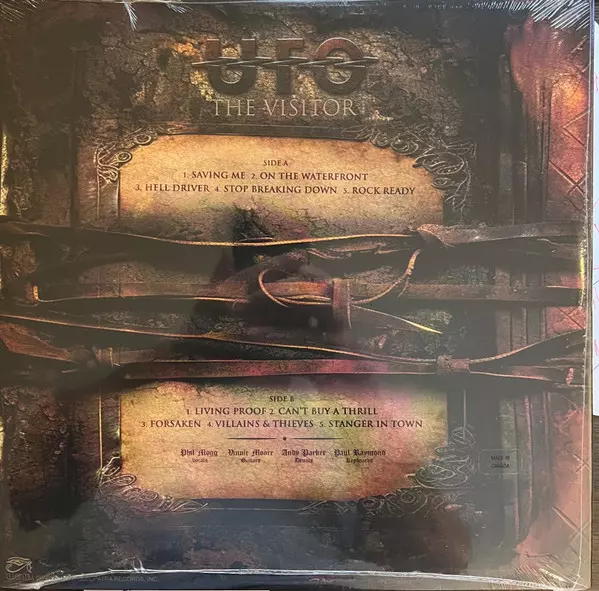 UFO
THE VISITOR
SIDE A
1. SAVING ME 2. ON THE WATERFRONT
3. HELL DRIVER 4. STOP BREAKING DOWN 5. ROCK READY
SIDE B
1. LIVING PROOF 2. CAN'T BUY A THRILL
3. FORSAKEN 4. VILLAINS & THIEVES 5. STANGER IN TOWN
Phil Mogg Vinnie Moore Andy Parker Paul Raymond
Vocals Guitars Drums Keyboards
MADE IN
CANADA
RECORDS, INC.